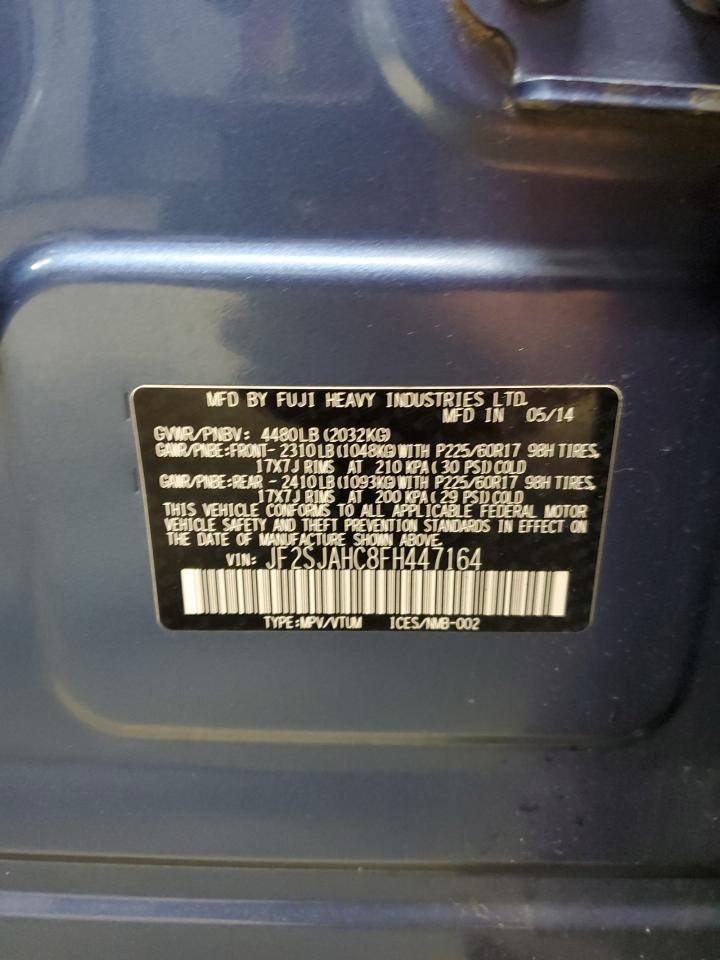 MFD BY FUJI HEAVY INDUSTRIES LTD.
MFD IN 05/14
GVWR/PNBV: 4480LB(2032KG)
GAWR/PNBE:FRONT-2310LB(1048KG)WITH P225/60R17 98H TIRES,
17X7J RIMS AT 210 KPA(30 PSI)COLD
GAWR/PNBE:REAR -2410LB(1093KG)WITH P225/60R17 98H TIRES,
17X7J RIMS AT 200 KPA(29 PSI)COLD
THIS VEHICLE CONFORMS TO ALL APPLICABLE FEDERAL MOTOR
VEHICLE SAFETY AND THEFT PREVENTION STANDARDS IN EFFECT ON
THE DATE OF MANUFACTURE SHOWN ABOVE.
VIN: JF2SJAHC8FH447164
TYPE:MPV/VTUM ICES/NMB-002